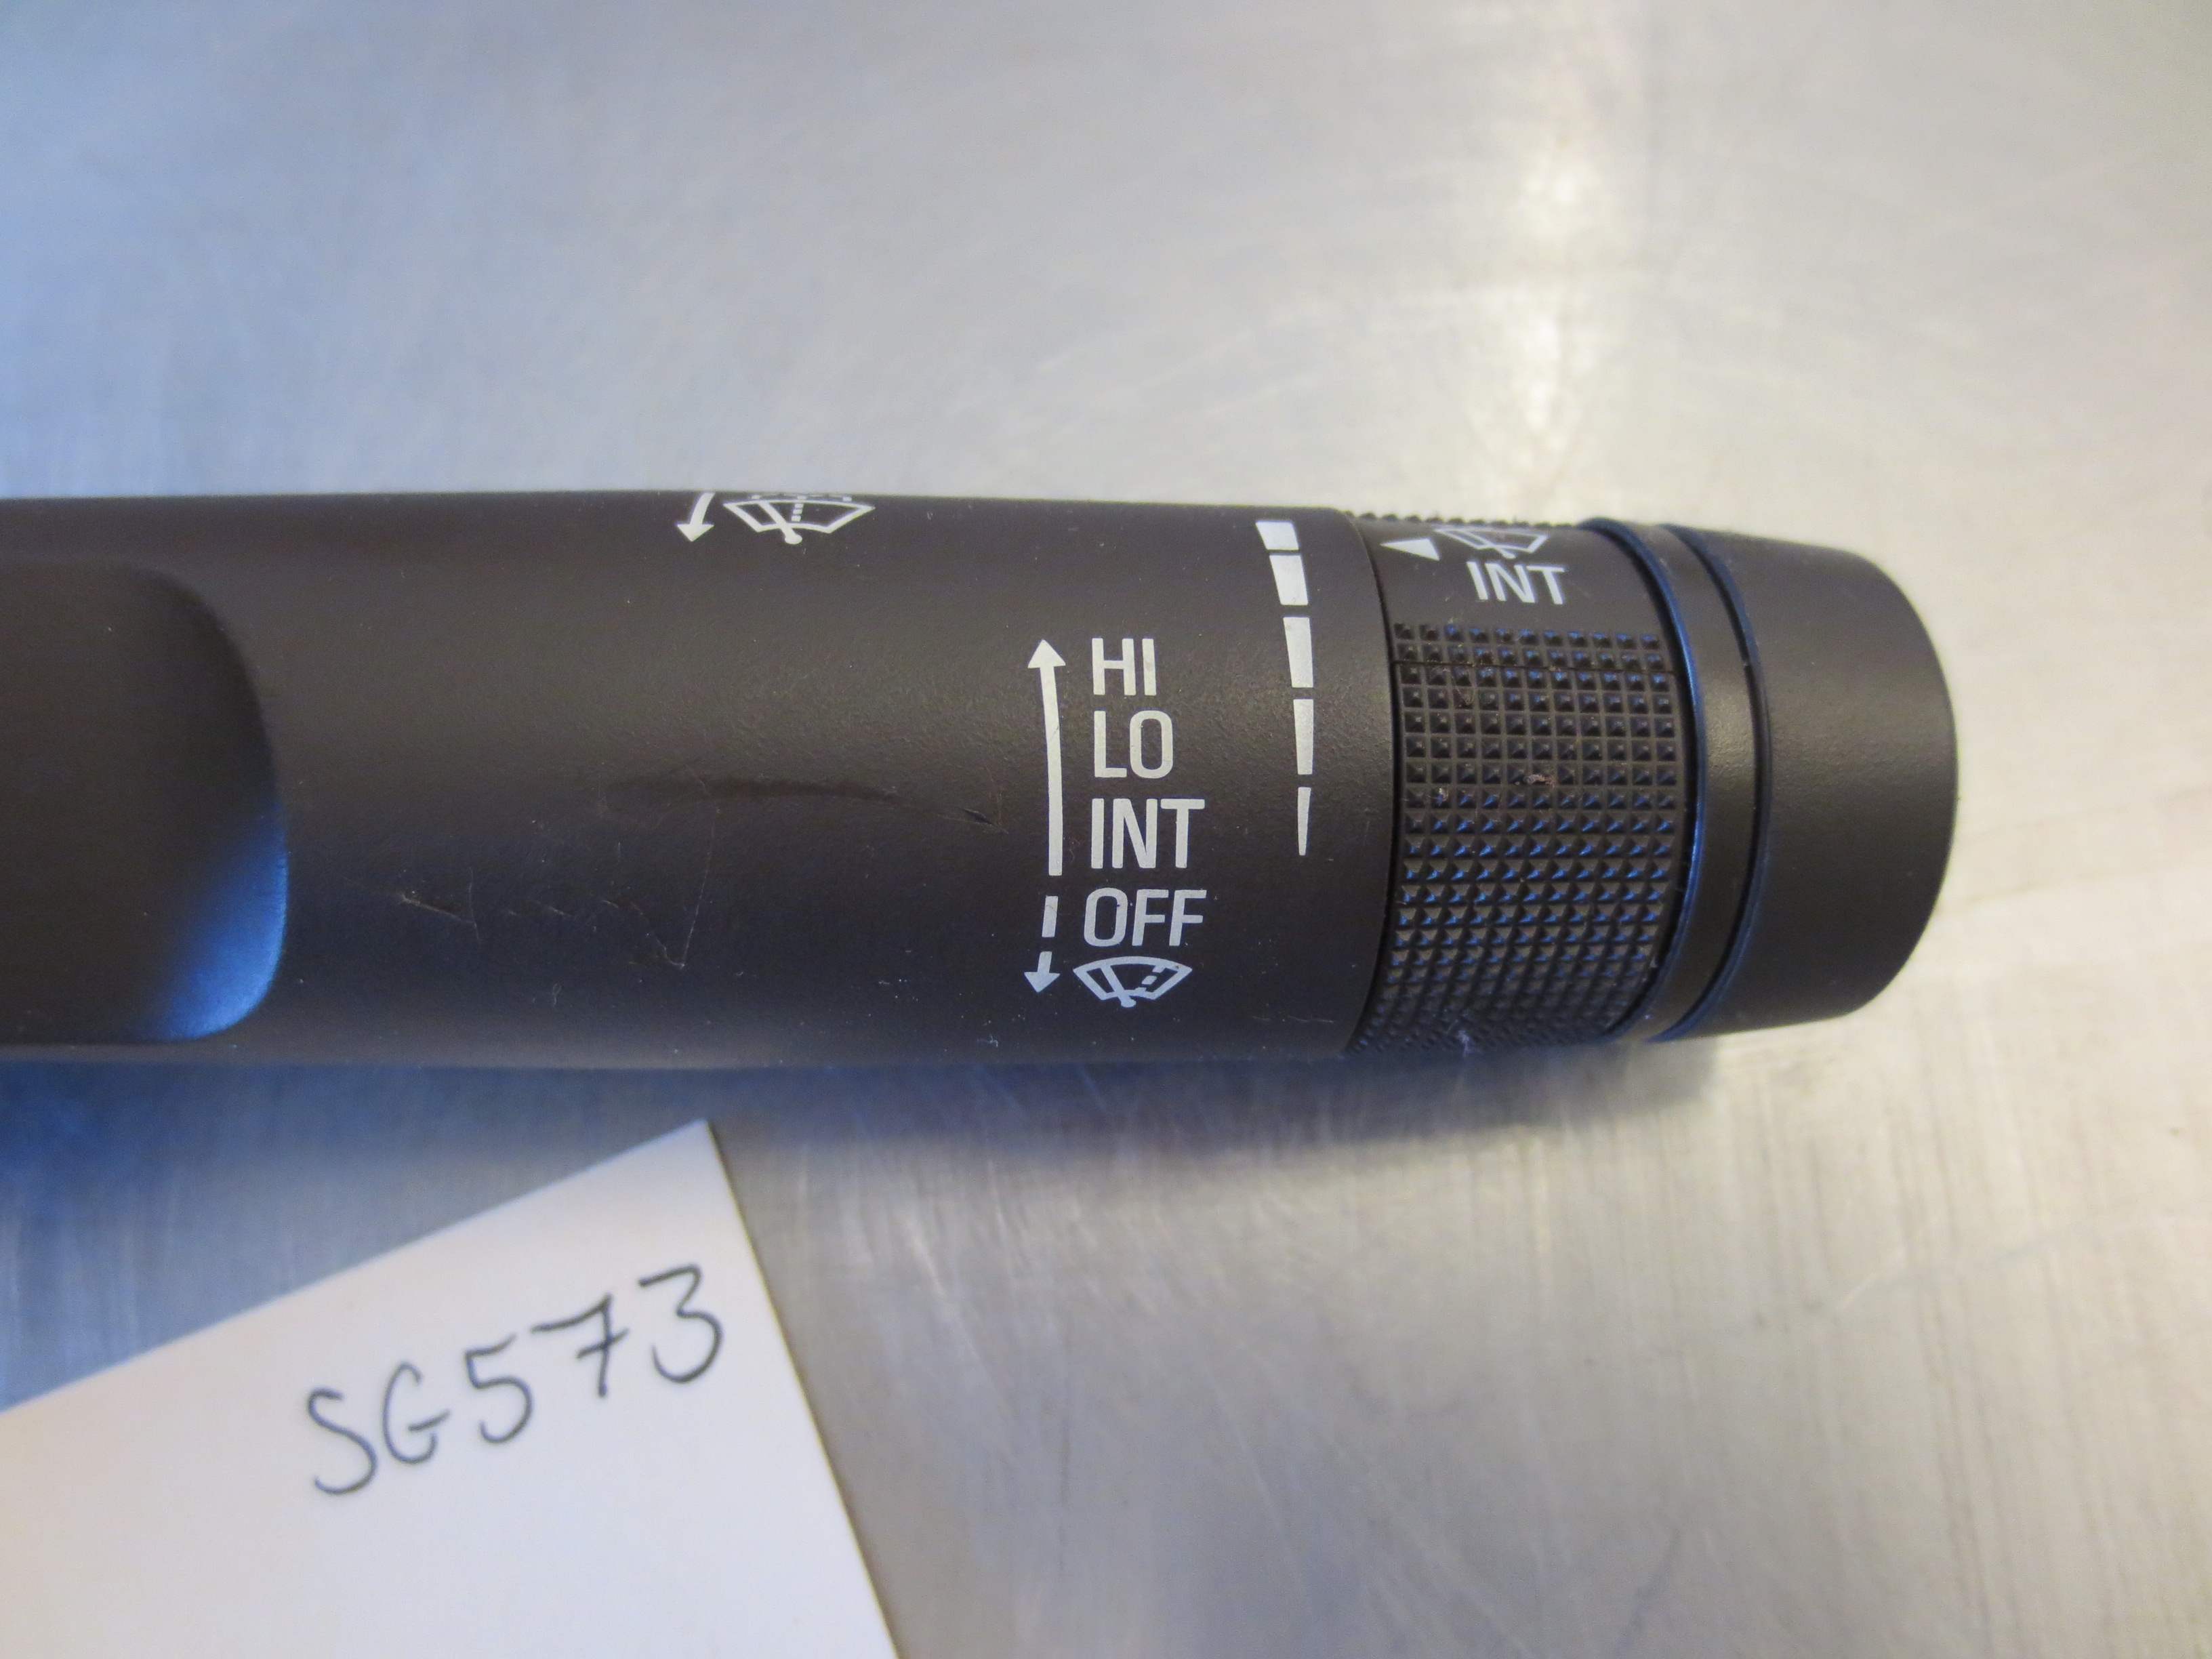 INT
HI
LO
INT
OFF
SG573